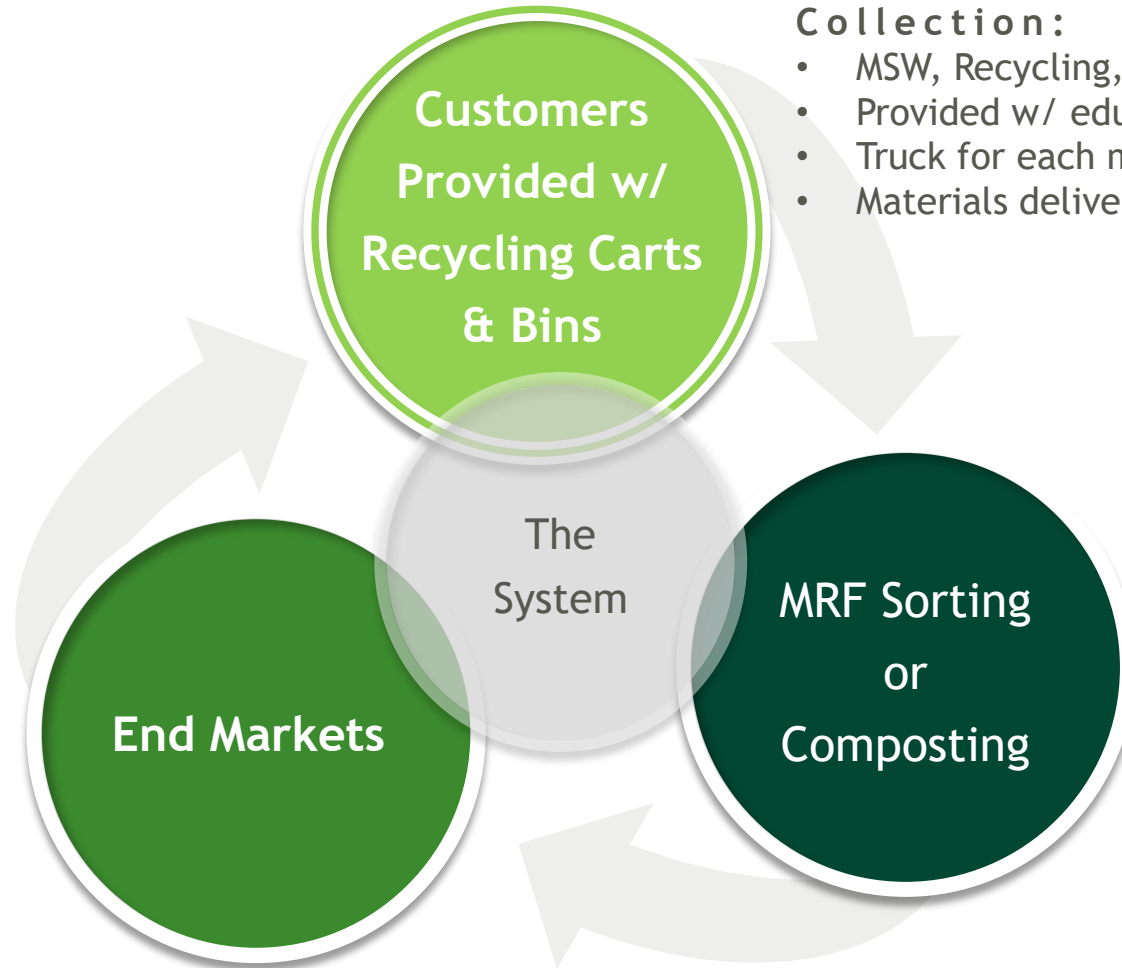 Collection:
• MSW, Recycling,
• Provided w/
• Truck for each
• Materials
Customers
Provided w/
Recycling Carts
& Bins
The
System
MRF Sorting
or
Composting
End Markets